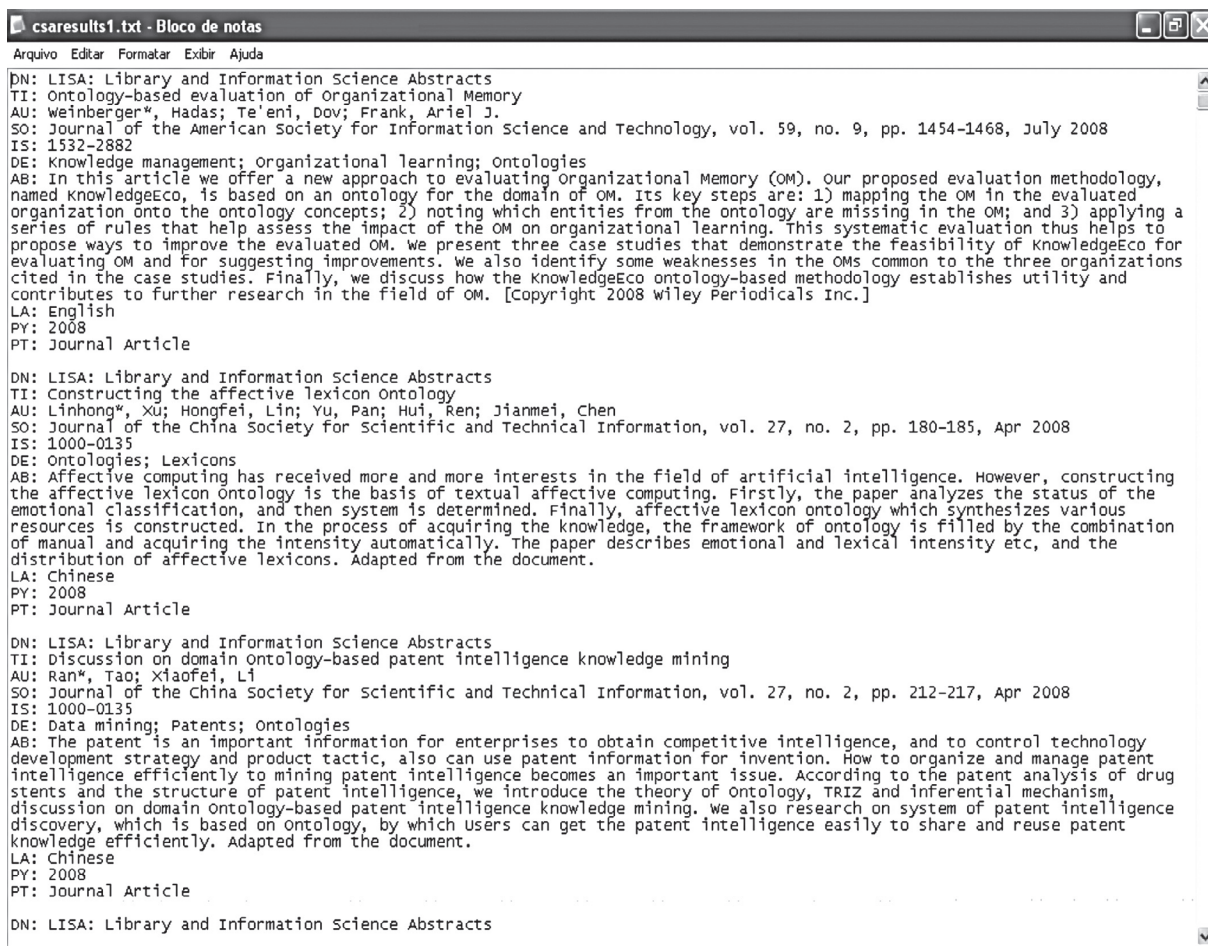 csaresults1.txt - Bloco de notas
Arquivo Editar Formatar Exibir Ajuda
DN: LISA: Library and Information Science Abstracts
TI: Ontology-based evaluation of Organizational Memory
AU: Weinberger*, Hadas; Te'eni, Dov; Frank, Ariel J.
SO: Journal of the American Society for Information Science and Technology, vol. 59, no. 9, pp. 1454-1468, July 2008
IS: 1532-2882
DE: Knowledge management; Organizational learning; Ontologies
AB: In this article we offer a new approach to evaluating Organizational Memory (OM). Our proposed evaluation methodology,
named KnowledgeEco, is based on an ontology for the domain of OM. Its key steps are: 1) mapping the OM in the evaluated
organization onto the ontology concepts; 2) noting which entities from the ontology are missing in the OM; and 3) applying a
series of rules that help assess the impact of the OM on organizational learning. This systematic evaluation thus helps to
propose ways to improve the evaluated OM. We present three case studies that demonstrate the feasibility of KnowledgeEco for
evaluating OM and for suggesting improvements. We also identify some weaknesses in the OMs common to the three organizations
cited in the case studies. Finally, we discuss how the KnowledgeEco ontology-based methodology establishes utility and
contributes to further research in the field of OM. [Copyright 2008 Wiley Periodicals Inc.]
LA: English
PY: 2008
PT: Journal Article
DN: LISA: Library and Information Science Abstracts
TI: Constructing the affective lexicon Ontology
AU: Linhong*, Xu; Hongfei, Lin; Yu, Pan; Hui, Ren; Jianmei, Chen
SO: Journal of the China Society for Scientific and Technical Information, vol. 27, no. 2, pp. 180-185, Apr 2008
IS: 1000-0135
DE: Ontologies; Lexicons
AB: Affective computing has received more and more interests in the field of artificial intelligence. However, constructing
the affective lexicon Ontology is the basis of textual affective computing. Firstly, the paper analyzes the status of the
emotional classification, and then system is determined. Finally, affective lexicon ontology which synthesizes various
resources is constructed. In the process of acquiring the knowledge, the framework of ontology is filled by the combination
of manual and acquiring the intensity automatically. The paper describes emotional and lexical intensity etc, and the
distribution of affective lexicons. Adapted from the document.
LA: Chinese
PY: 2008
PT: Journal Article
DN: LISA: Library and Information Science Abstracts
TI: Discussion on domain Ontology-based patent intelligence knowledge mining
AU: Ran*, Tao; Xiaofei, Li
SO: Journal of the China Society for Scientific and Technical Information, vol. 27, no. 2, pp. 212-217, Apr 2008
IS: 1000-0135
DE: Data mining; Patents; Ontologies
AB: The patent is an important information for enterprises to obtain competitive intelligence, and to control technology
development strategy and product tactic, also can use patent information for invention. How to organize and manage patent
intelligence efficiently to mining patent intelligence becomes an important issue. According to the patent analysis of drug
stents and the structure of patent intelligence, we introduce the theory of Ontology, TRIZ and inferential mechanism,
discussion on domain Ontology-based patent intelligence knowledge mining. We also research on system of patent intelligence
discovery, which is based on Ontology, by which Users can get the patent intelligence easily to share and reuse patent
knowledge efficiently. Adapted from the document.
LA: Chinese
PY: 2008
PT: Journal Article
DN: LISA: Library and Information Science Abstracts